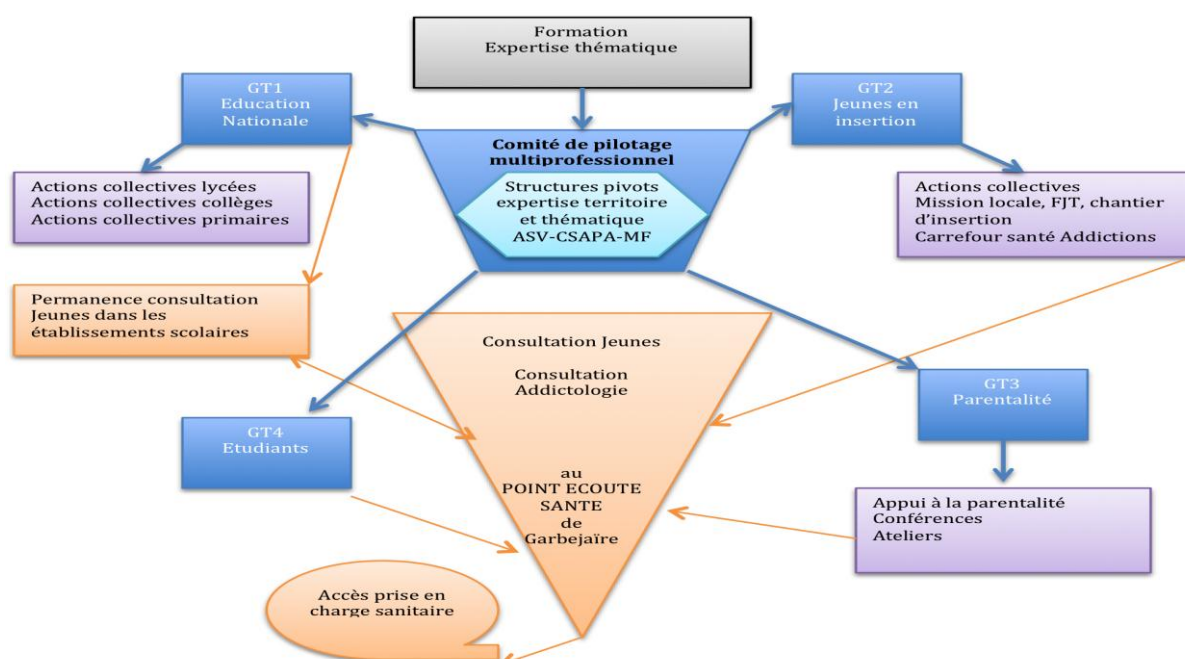 Formation
Expertise thématique
GT1
Education
Nationale
GT2
Jeunes en
insertion
Comité de pilotage
multiprofessionnel
Structures pivots
expertise territoire
et thématique
ASV-CSAPA-MF
Actions collectives lycées
Actions collectives collèges
Actions collectives primaires
Actions collectives
Mission locale, FJT, chantier
d'insertion
Carrefour santé Addictions
Permanence consultation
Jeunes dans les
établissements scolaires
Consultation Jeunes
Consultation
Addictologie
au
POINT ECOUTE
SANTE
de
Garbejaïre
GT3
Parentalité
GT4
Etudiants
Appui à la parentalité
Conférences
Ateliers
Accès prise en
charge sanitaire